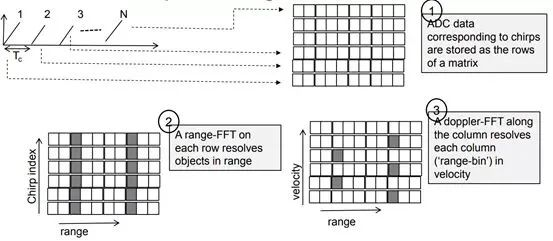 1 2 3 N
Tc
1
ADC data
corresponding to chirps
are stored as the rows
of a matrix
2
A range-FFT on
each row resolves
objects in range
Chirp index
range
3
A doppler-FFT along
the column resolves
each column
(‘range-bin’) in
velocity
velocity
range